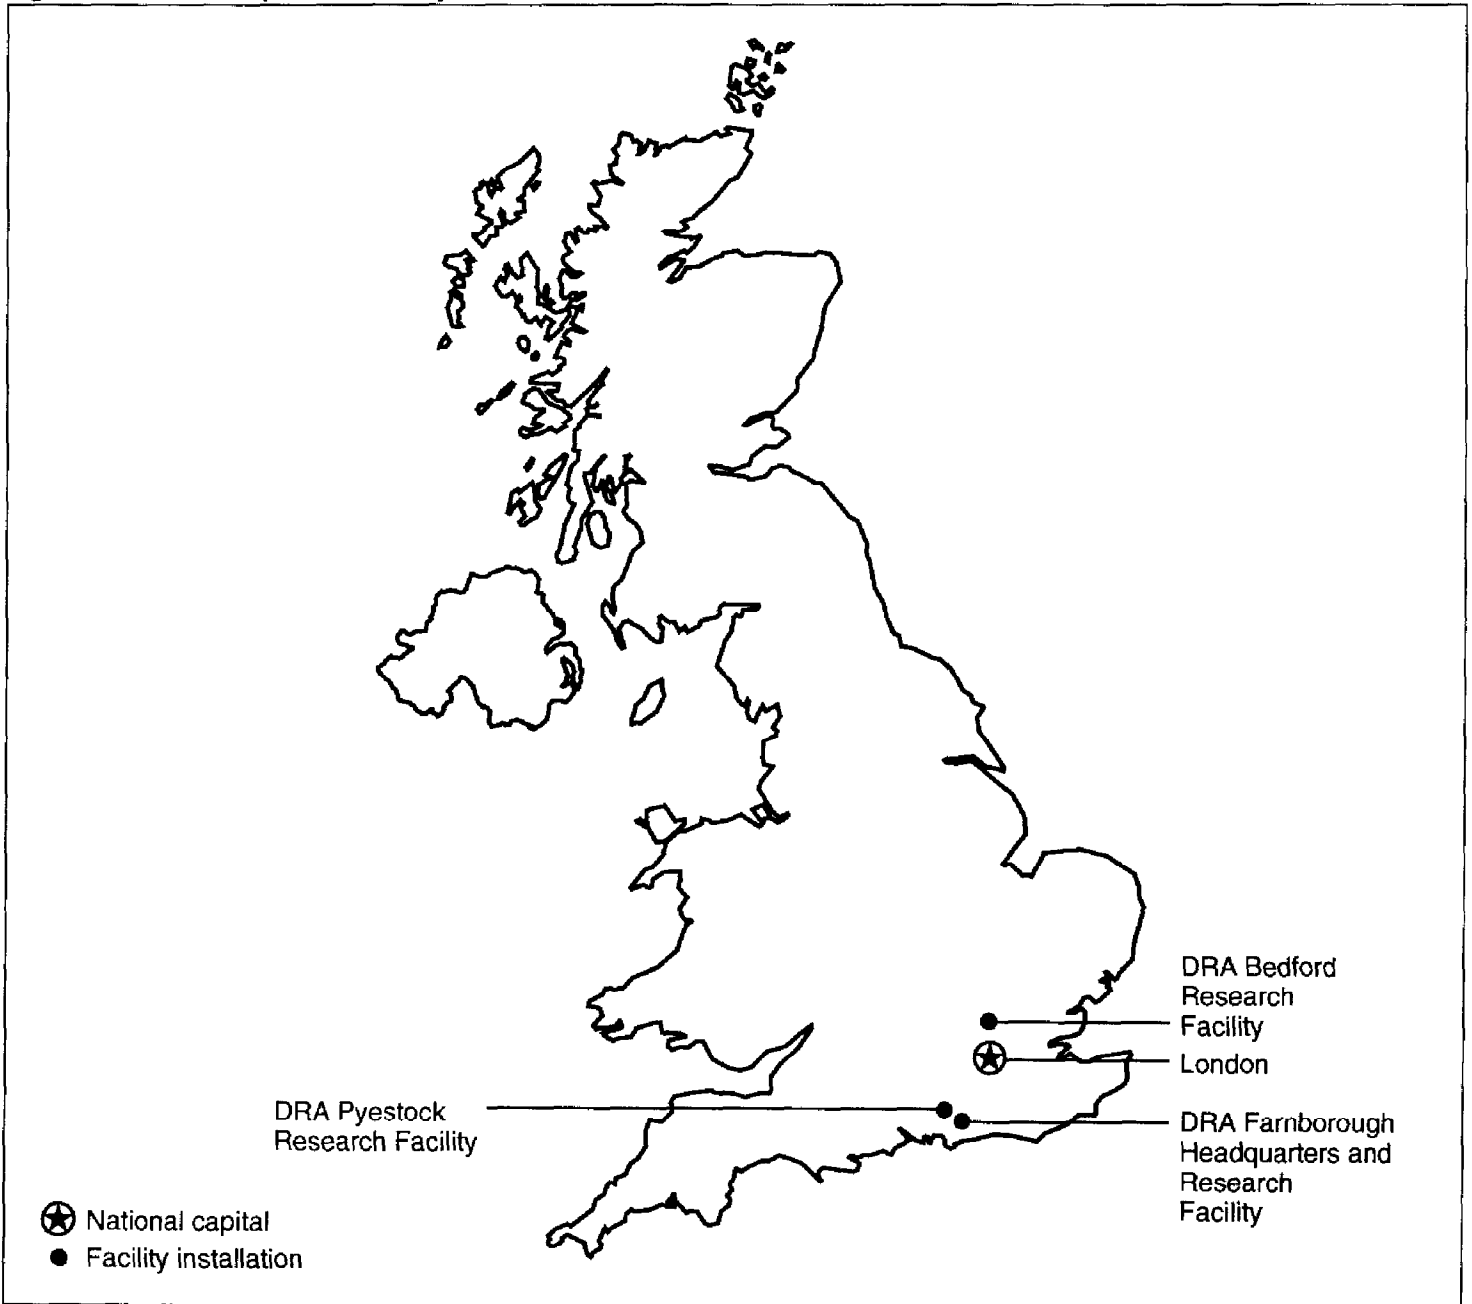 DRA Bedford
Research
Facility
London
DRA Pyestock
Research Facility
DRA Farnborough
Headquarters and
Research
Facility
National capital
Facility installation